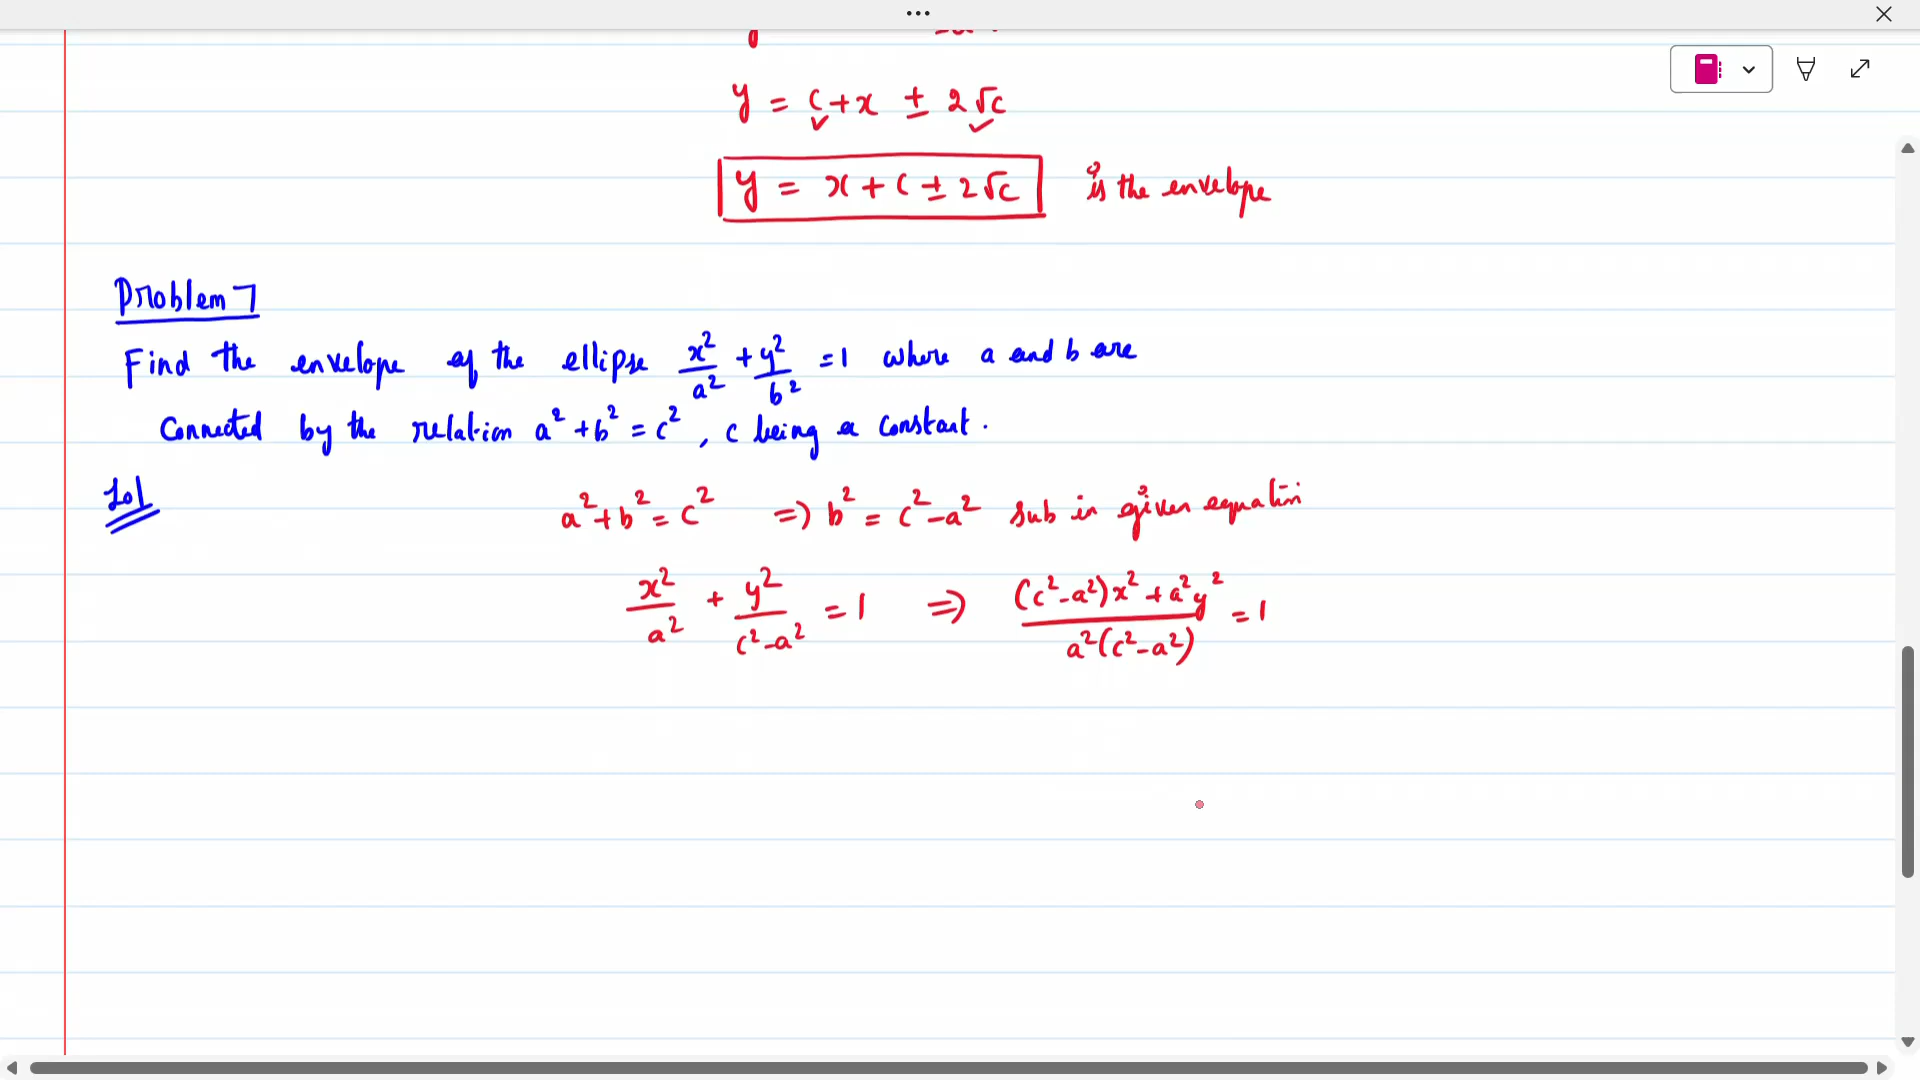 y = c + x ± 2√c
y = x + c ± 2√c is the envelope
Problem 7
Find the envelope of the ellipse x²/a² + y²/b² = 1 where a and b are
Connected by the relation a² + b² = c², c being a constant.
Sol
a² + b² = c² => b² = c² - a² sub in given equation
x²/a² + y²/(c² - a²) = 1 => ((c² - a²)x² + a²y²)/(a²(c² - a²)) = 1